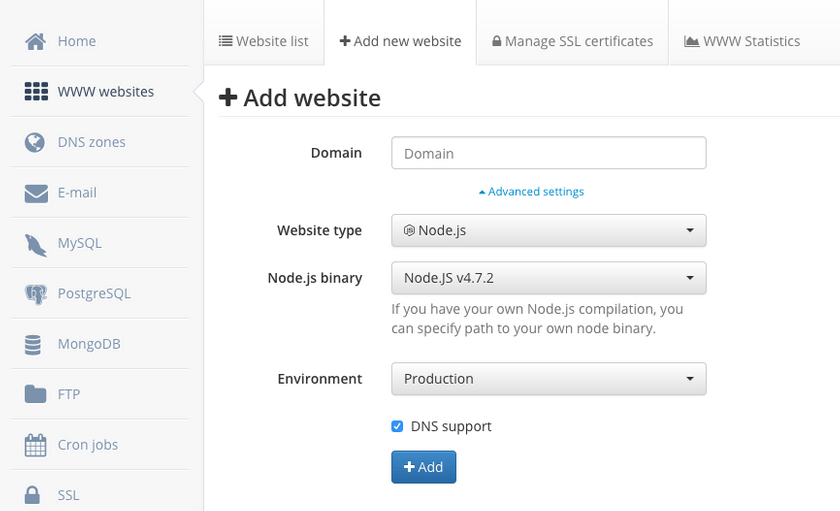 Home
WWW websites
DNS zones
E-mail
MySQL
PostgreSQL
MongoDB
FTP
Cron jobs
SSL
Website list
Add new website
Manage SSL certificates
WWW Statistics
Add website
Domain
Domain
Advanced settings
Website type
Node.js
Node.js binary
Node.JS v4.7.2
If you have your own Node.js compilation, you
can specify path to your own node binary.
Environment
Production
DNS support
Add